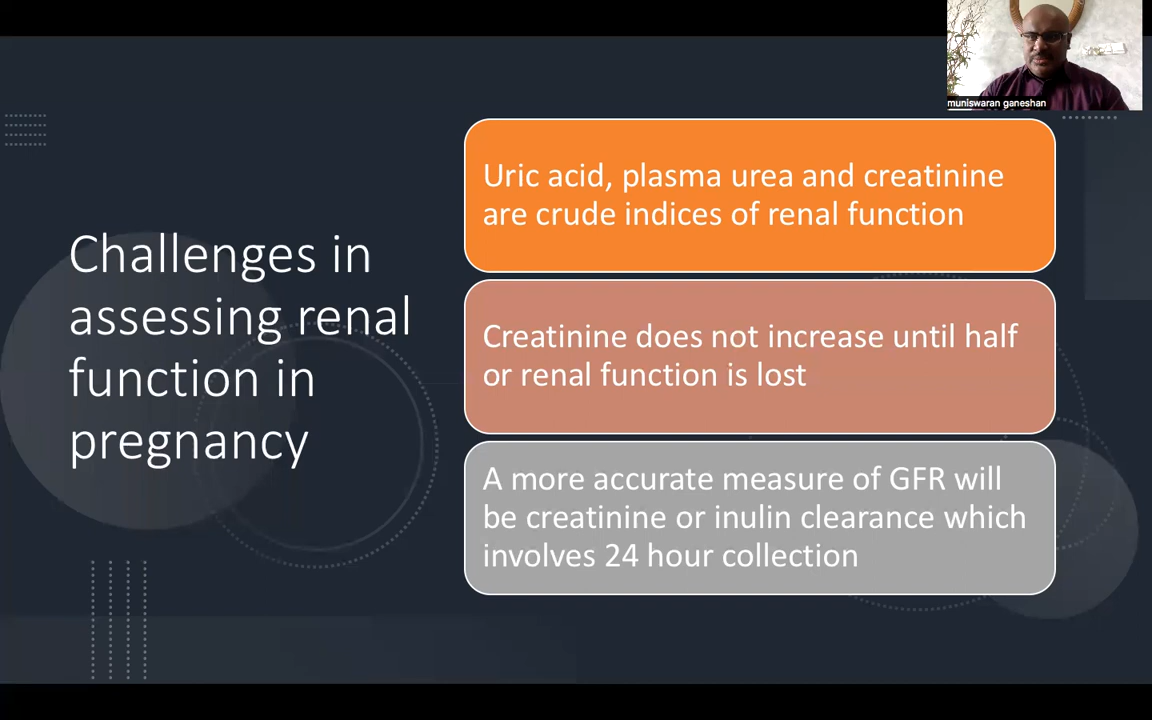 muniswaran ganeshan
Challenges in
assessing renal
function in
pregnancy
Uric acid, plasma urea and creatinine
are crude indices of renal function
Creatinine does not increase until half
or renal function is lost
A more accurate measure of GFR will
be creatinine or inulin clearance which
involves 24 hour collection